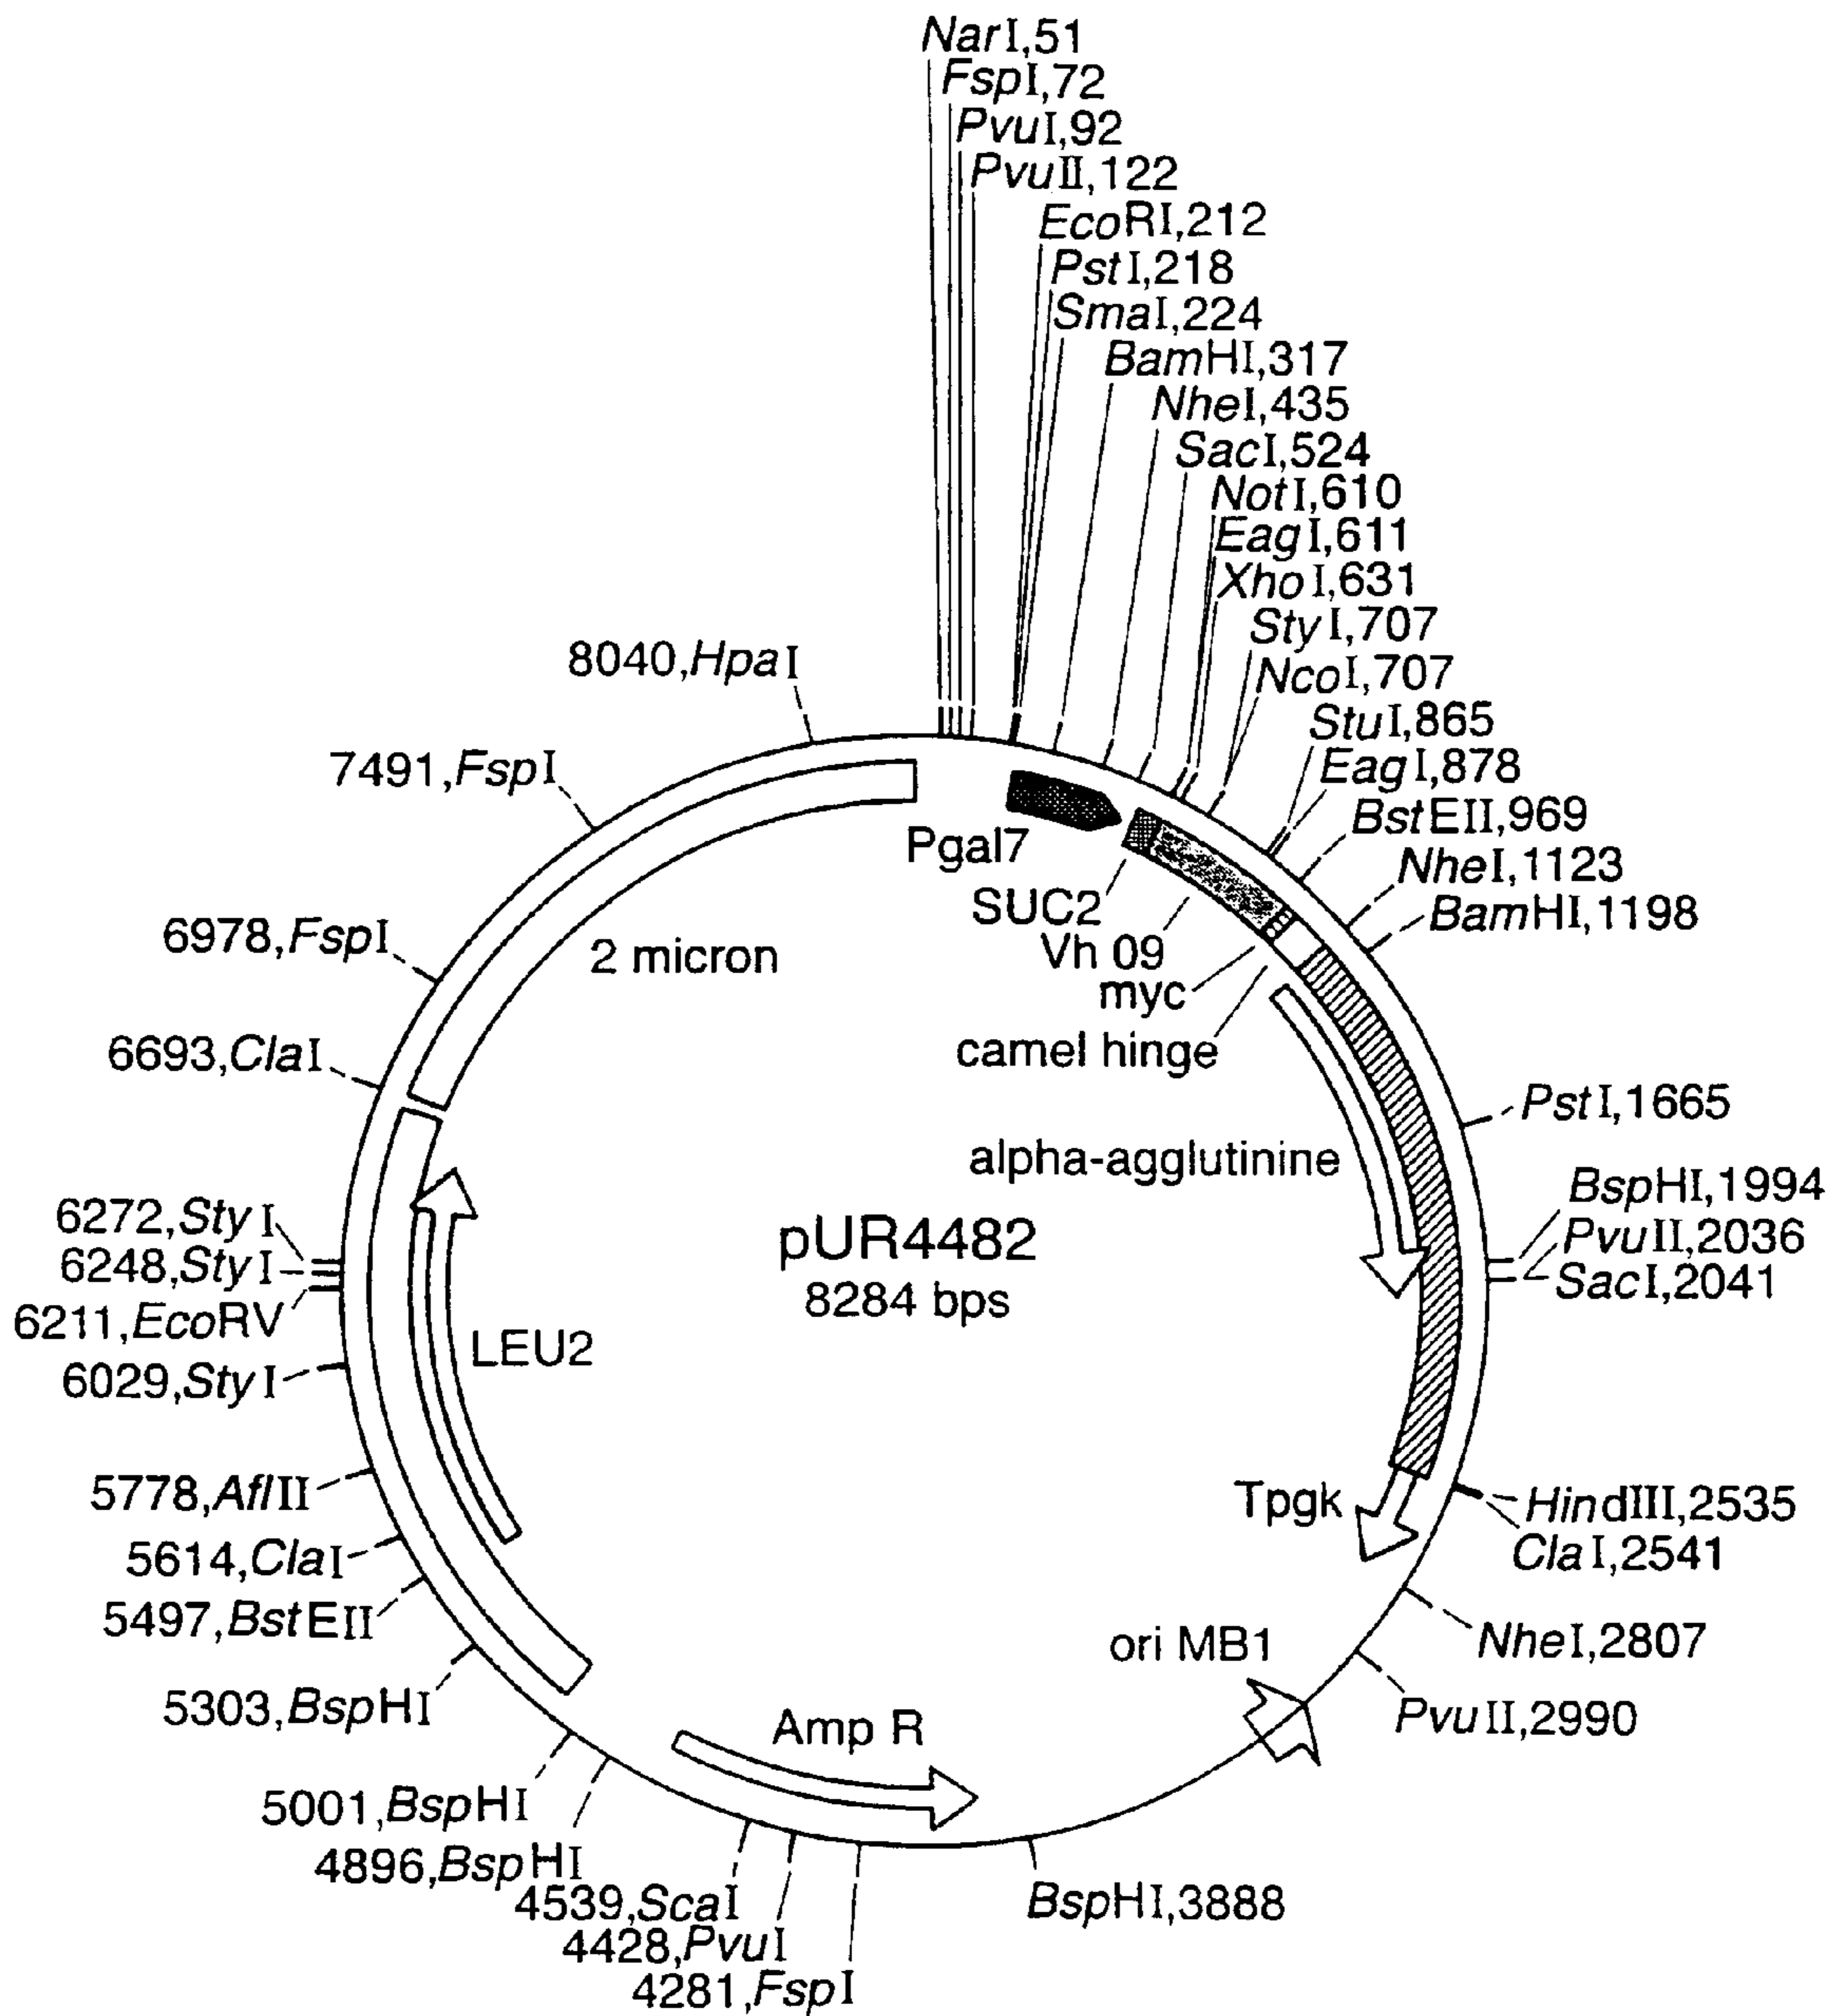 NarI,51
FspI,72
PvuI,92
PvuII,122
EcoRI,212
PstI,218
SmaI,224
BamHI,317
NheI,435
SacI,524
NotI,610
EagI,611
XhoI,631
StyI,707
NcoI,707
StuI,865
EagI,878
BstEII,969
NheI,1123
BamHI,1198
PstI,1665
BspHI,1994
PvuII,2036
SacI,2041
HindIII,2535
ClaI,2541
NheI,2807
PvuII,2990
BspHI,3888
4281,FspI
4428,PvuI
4539,ScaI
4896,BspHI
5001,BspHI
5303,BspHI
5497,BstEII
5614,ClaI
5778,AflII
6029,StyI
6211,EcoRV
6248,StyI
6272,StyI
6693,ClaI
6978,FspI
7491,FspI
8040,HpaI
Pgal7
SUC2
Vh 09
myc
camel hinge
alpha-agglutinine
Tpgk
ori MB1
Amp R
LEU2
2 micron
pUR4482
8284 bps